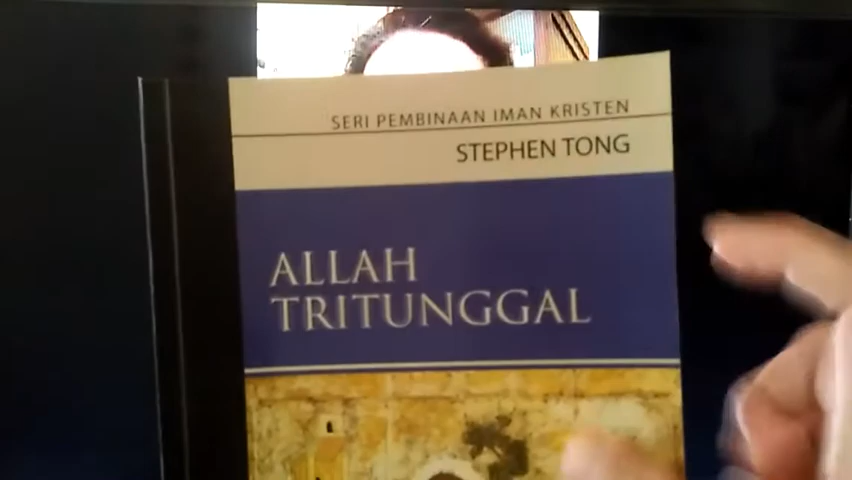 SERI PEMBINAAN IMAN KRISTEN
STEPHEN TONG
ALLAH
TRITUNGGAL